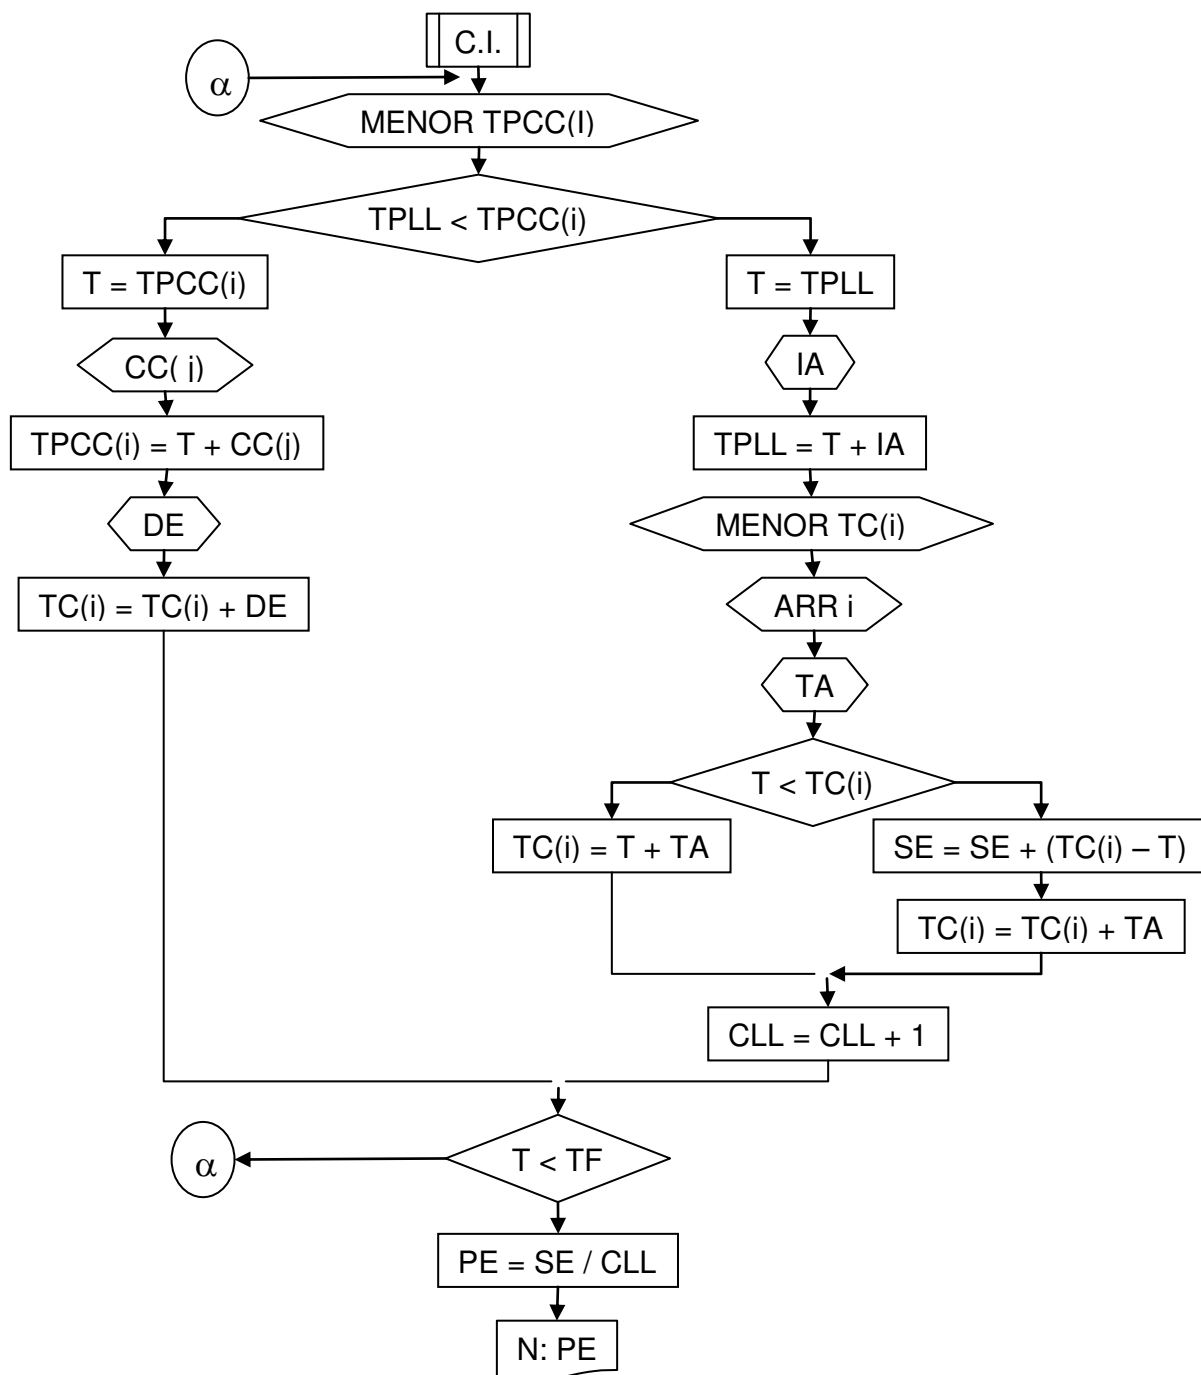 C.I.
α
MENOR TPCC(I)
TPLL < TPCC(i)
T = TPCC(i)
T = TPLL
CC( j)
IA
TPCC(i) = T + CC(j)
TPLL = T + IA
DE
MENOR TC(i)
TC(i) = TC(i) + DE
ARR i
TA
T < TC(i)
TC(i) = T + TA
SE = SE + (TC(i) – T)
TC(i) = TC(i) + TA
CLL = CLL + 1
α
T < TF
PE = SE / CLL
N: PE